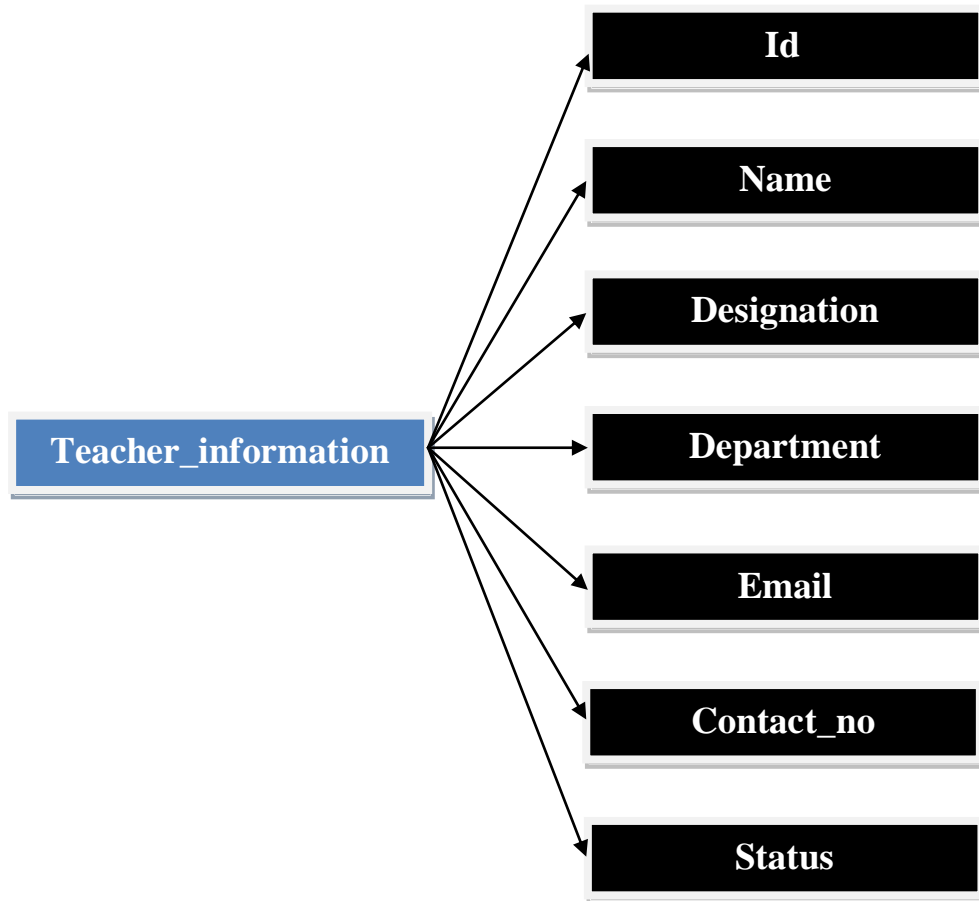 Id
Name
Designation
Teacher_information
Department
Email
Contact_no
Status